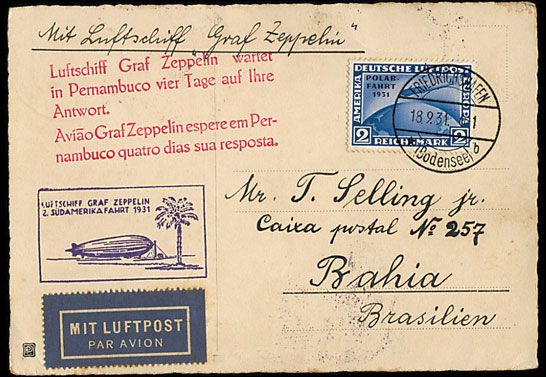 Mit Luftschiff „Graf Zeppelin"
Luftschiff Graf Zeppelin wartet
in Pernambuco vier Tage auf Ihre
Antwort.
Avião Graf Zeppelin espere em Per-
nambuco quatro dias sua resposta.
DEUTSCHE LUFTPOST
AMERIKA
EUROPA
POLAR-
FAHRT
1931
2 REICHSMARK 2
FRIEDRICHSHAFEN
18.9.31.
1
(Bodensee) b
LUFTSCHIFF GRAF ZEPPELIN
2. SÜDAMERIKAFAHRT 1931
Mr. T. Selling jr.
Caixa postal No 257
Bahia
Brasilien
MIT LUFTPOST
PAR AVION